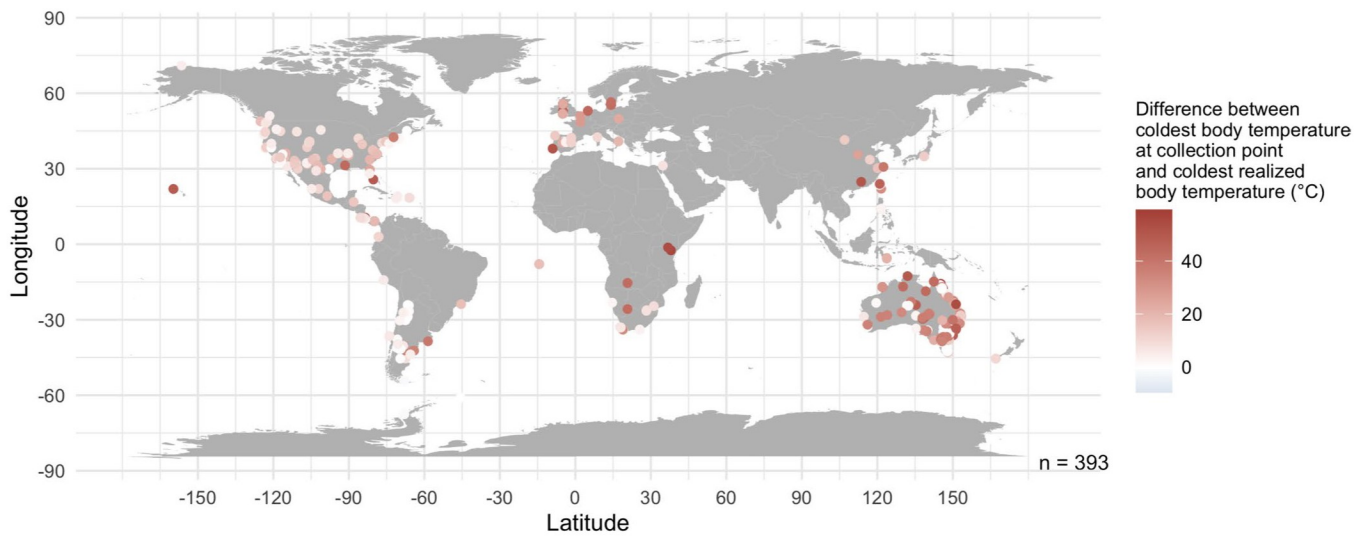 90
60
30
0
-30
-60
-90
Longitude
-150 -120 -90 -60 -30 0 30 60 90 120 150
Latitude
n = 393
Difference between
coldest body temperature
at collection point
and coldest realized
body temperature (°C)
40
20
0